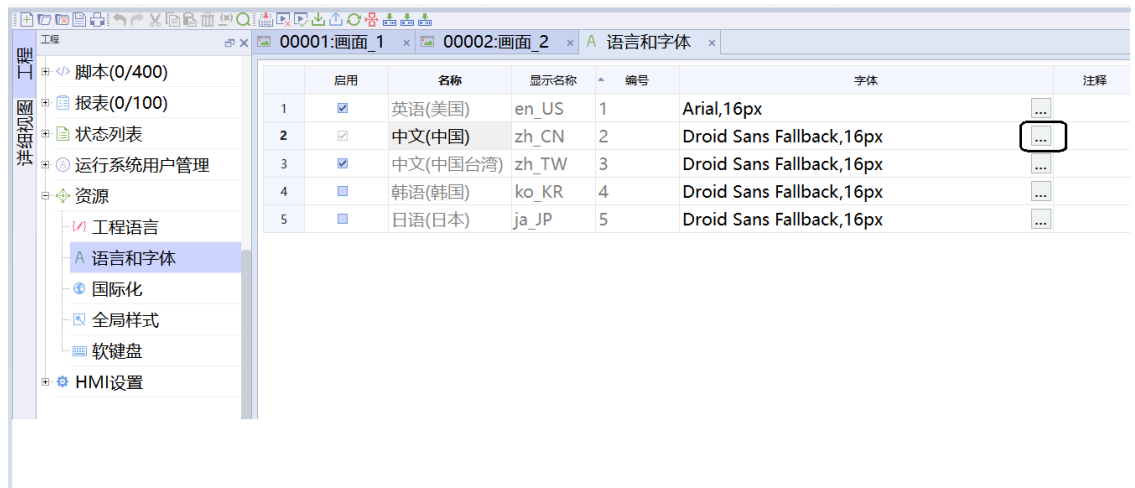 工程
详细视图
工程
脚本(0/400)
报表(0/100)
状态列表
运行系统用户管理
资源
工程语言
语言和字体
国际化
全局样式
软键盘
HMI设置
00001:画面_1 × 00002:画面_2 × A 语言和字体 ×
启用 名称 显示名称 编号 字体 注释
1 英语(美国) en_US 1 Arial,16px ...
2 中文(中国) zh_CN 2 Droid Sans Fallback,16px ...
3 中文(中国台湾) zh_TW 3 Droid Sans Fallback,16px ...
4 韩语(韩国) ko_KR 4 Droid Sans Fallback,16px ...
5 日语(日本) ja_JP 5 Droid Sans Fallback,16px ...